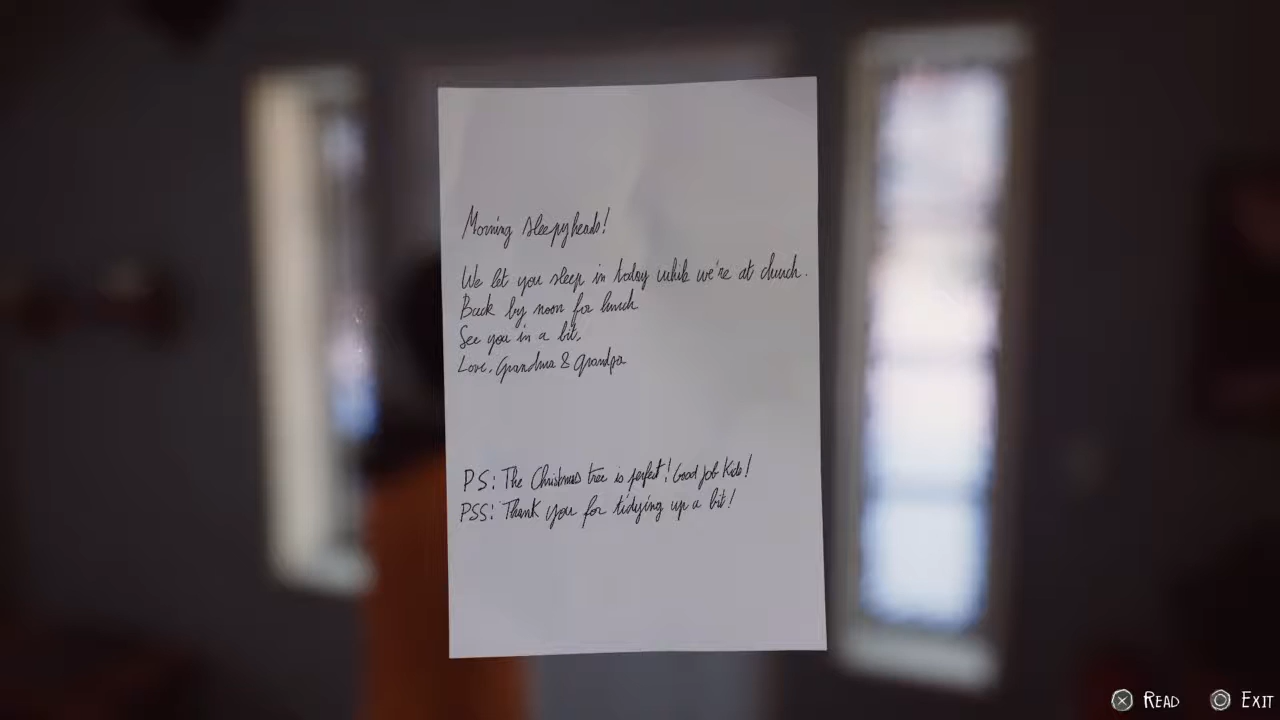 Morning sleepyheads!
We let you sleep in today while we're at church.
Back by noon for lunch
See you in a bit,
Love, Grandma & Grandpa
PS: The Christmas tree is perfect! Good job Kids!
PSS: Thank you for tidying up a bit!
READ
EXIT